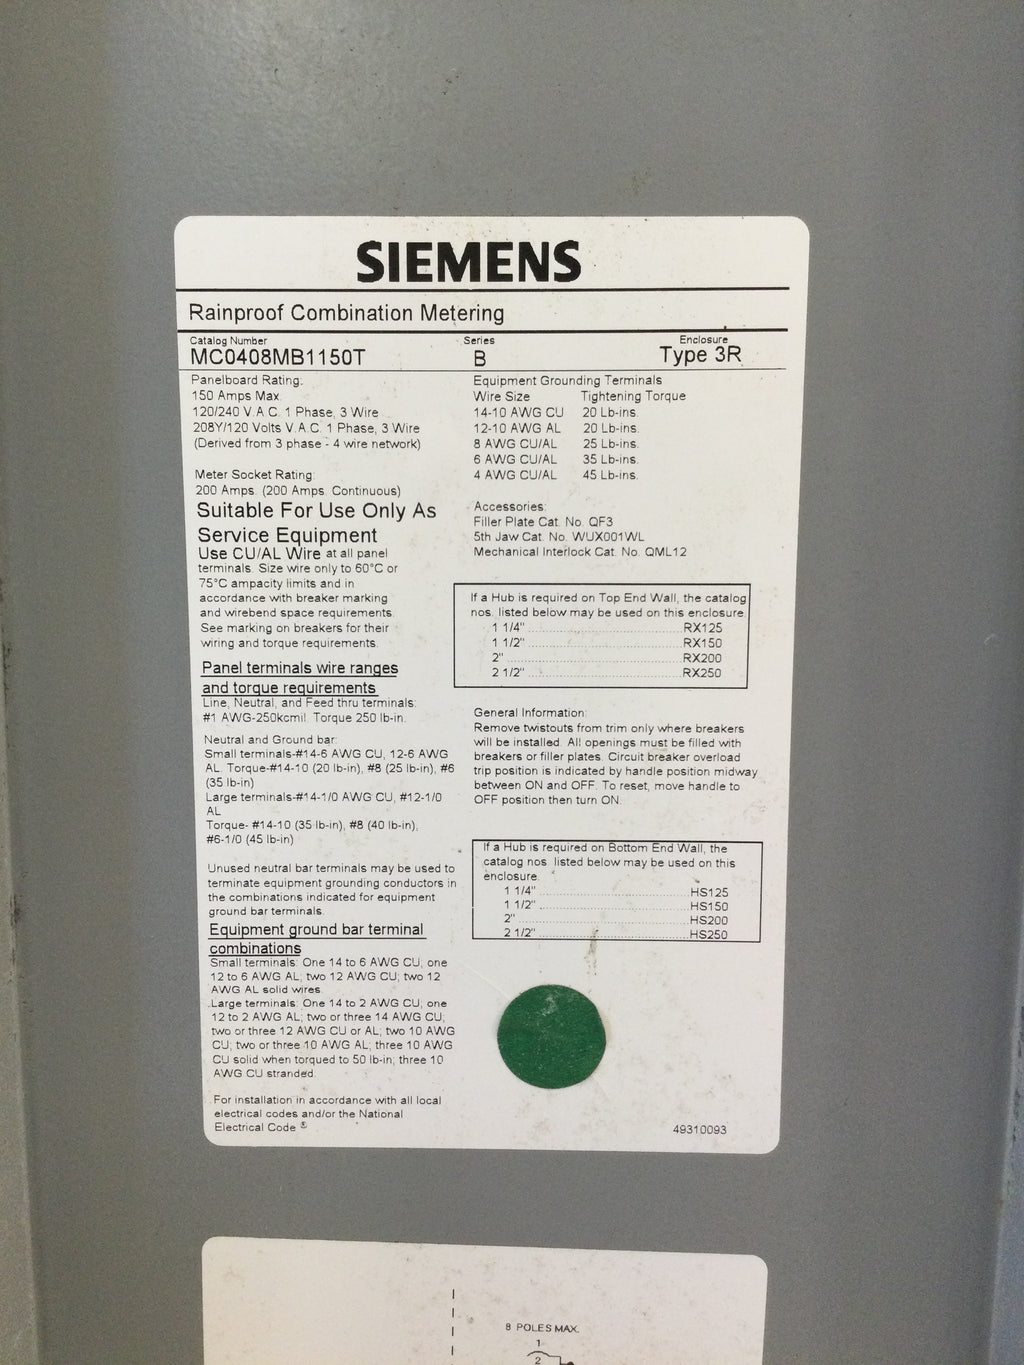 SIEMENS
Rainproof Combination Metering
Catalog Number
MC0408MB1150T
Series
B
Enclosure
Type 3R
Panelboard Rating:
150 Amps Max.
120/240 V.A.C. 1 Phase, 3 Wire
208Y/120 Volts V.A.C. 1 Phase, 3 Wire
(Derived from 3 phase - 4 wire network)
Meter Socket Rating:
200 Amps. (200 Amps. Continuous)
Suitable For Use Only As
Service Equipment
Use CU/AL Wire at all panel
terminals. Size wire only to 60°C or
75°C ampacity limits and in
accordance with breaker marking
and wirebend space requirements.
See marking on breakers for their
wiring and torque requirements.
Panel terminals wire ranges
and torque requirements
Line, Neutral, and Feed thru terminals:
#1 AWG-250kcmil. Torque 250 lb-in.
Neutral and Ground bar:
Small terminals-#14-6 AWG CU, 12-6 AWG
AL. Torque-#14-10 (20 lb-in), #8 (25 lb-in), #6
(35 lb-in)
Large terminals-#14-1/0 AWG CU, #12-1/0
AL
Torque- #14-10 (35 lb-in), #8 (40 lb-in),
#6-1/0 (45 lb-in)
Unused neutral bar terminals may be used to
terminate equipment grounding conductors in
the combinations indicated for equipment
ground bar terminals.
Equipment ground bar terminal
combinations
Small terminals: One 14 to 6 AWG CU; one
12 to 6 AWG AL; two 12 AWG CU; two 12
AWG AL solid wires.
Large terminals: One 14 to 2 AWG CU; one
12 to 2 AWG AL; two or three 14 AWG CU;
two or three 12 AWG CU or AL; two 10 AWG
CU; two or three 10 AWG AL; three 10 AWG
CU solid when torqued to 50 lb-in; three 10
AWG CU stranded.
For installation in accordance with all local
electrical codes and/or the National
Electrical Code ®
Equipment Grounding Terminals
Wire Size Tightening Torque
14-10 AWG CU 20 Lb-ins.
12-10 AWG AL 20 Lb-ins.
8 AWG CU/AL 25 Lb-ins.
6 AWG CU/AL 35 Lb-ins.
4 AWG CU/AL 45 Lb-ins.
Accessories:
Filler Plate Cat. No. QF3
5th Jaw Cat. No. WUX001WL
Mechanical Interlock Cat. No. QML12
If a Hub is required on Top End Wall, the catalog
nos. listed below may be used on this enclosure.
1 1/4" RX125
1 1/2" RX150
2" RX200
2 1/2" RX250
General Information:
Remove twistouts from trim only where breakers
will be installed. All openings must be filled with
breakers or filler plates. Circuit breaker overload
trip position is indicated by handle position midway
between ON and OFF. To reset, move handle to
OFF position then turn ON.
If a Hub is required on Bottom End Wall, the
catalog nos. listed below may be used on this
enclosure.
1 1/4" HS125
1 1/2" HS150
2" HS200
2 1/2" HS250
49310093
8 POLES MAX.
1
2